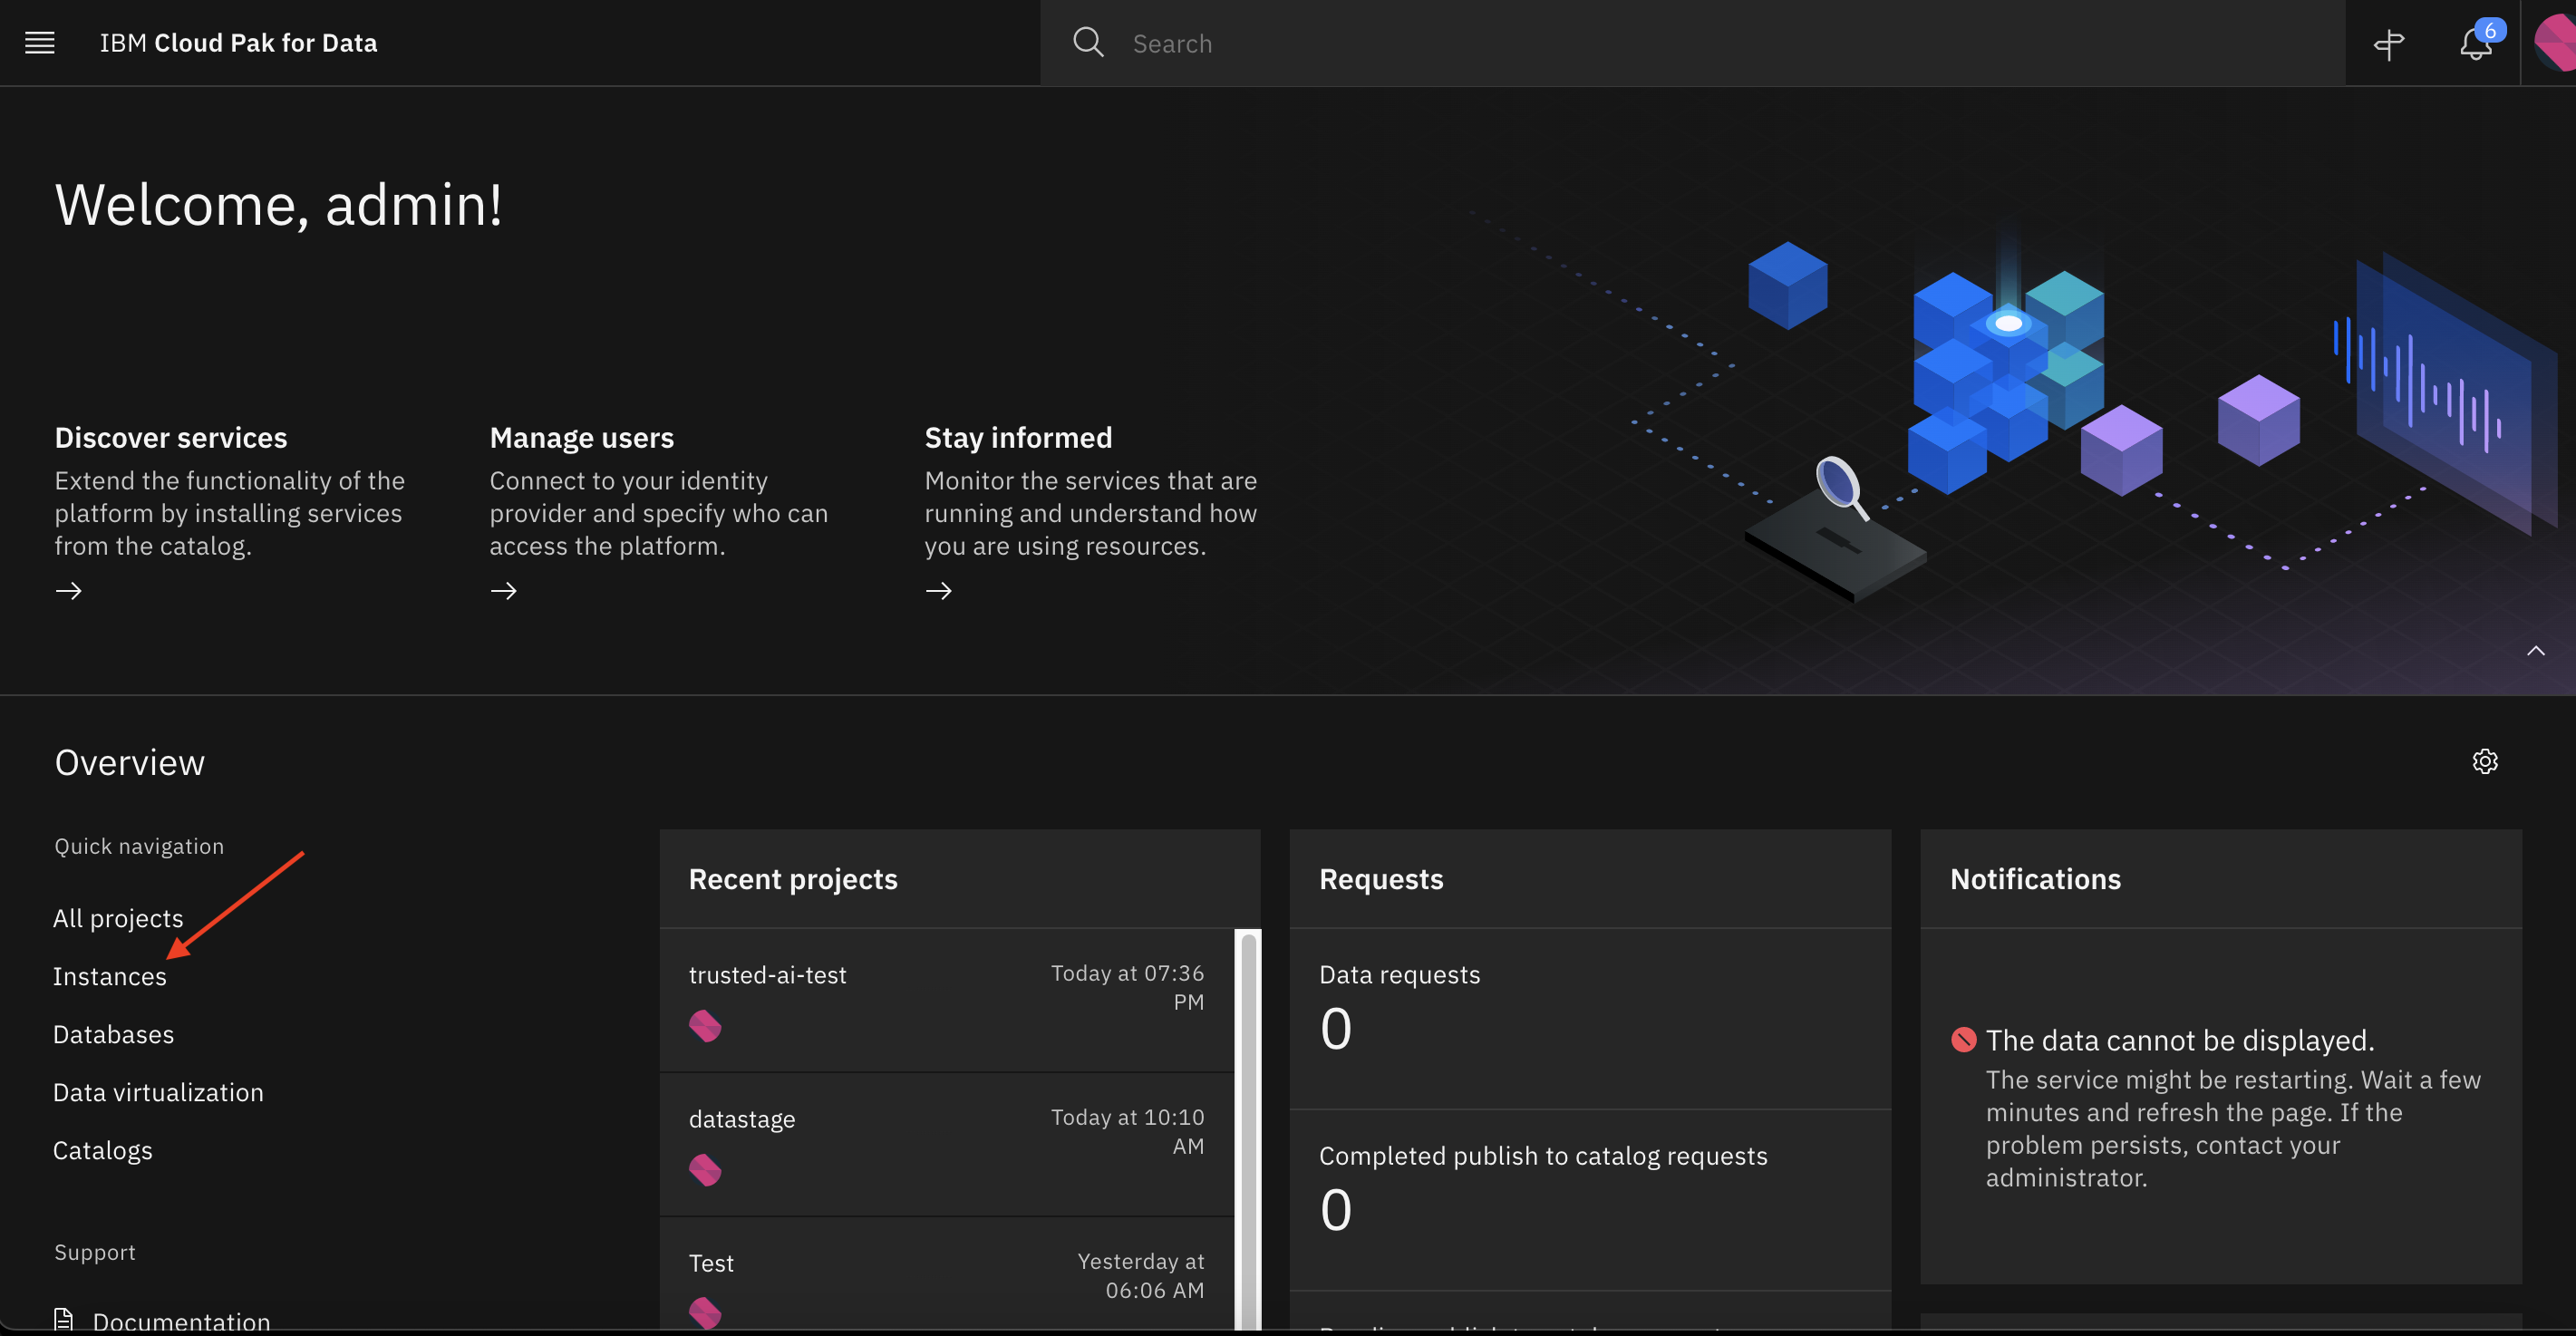 IBM Cloud Pak for Data
Search
6
Welcome, admin!
Discover services
Extend the functionality of the
platform by installing services
from the catalog.
Manage users
Connect to your identity
provider and specify who can
access the platform.
Stay informed
Monitor the services that are
running and understand how
you are using resources.
Overview
Quick navigation
All projects
Instances
Databases
Data virtualization
Catalogs
Support
Documentation
Recent projects
trusted-ai-test
Today at 07:36
PM
datastage
Today at 10:10
AM
Test
Yesterday at
06:06 AM
Requests
Data requests
0
Completed publish to catalog requests
0
Notifications
The data cannot be displayed.
The service might be restarting. Wait a few
minutes and refresh the page. If the
problem persists, contact your
administrator.